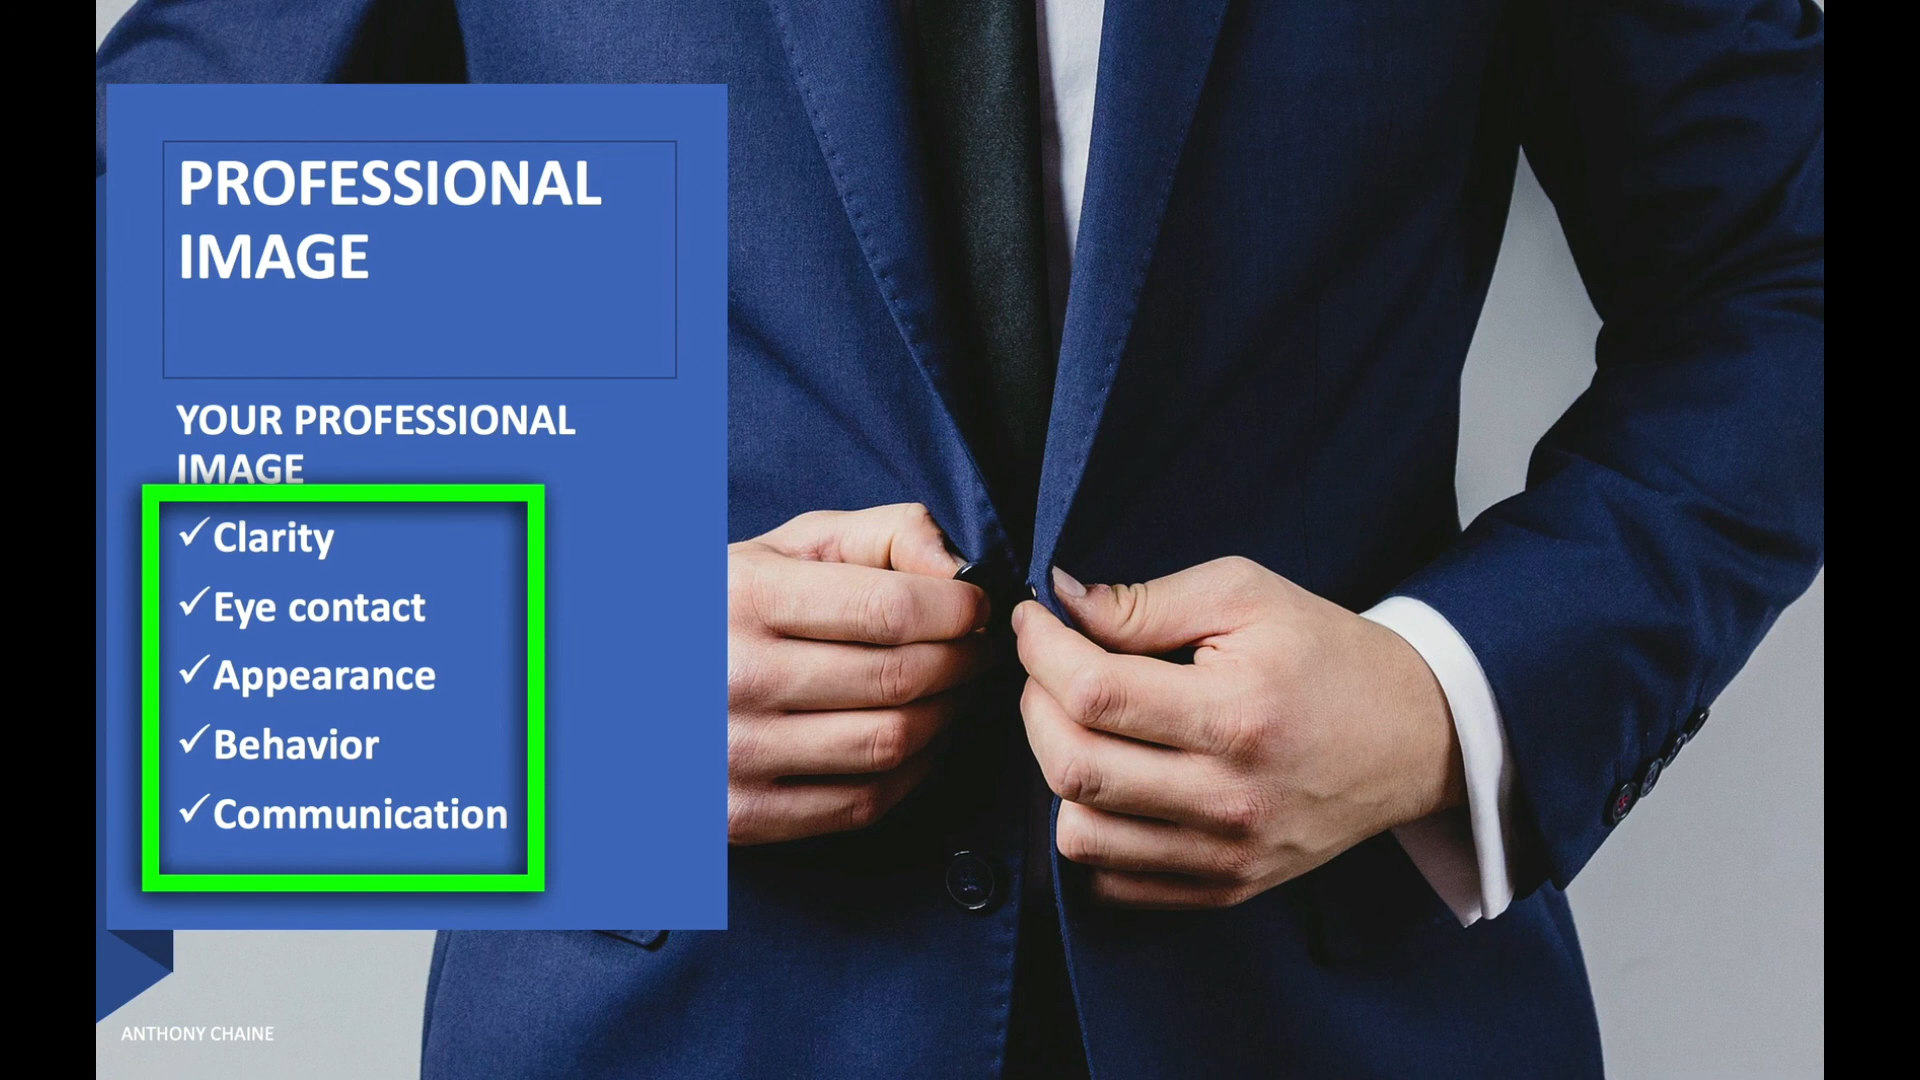 PROFESSIONAL
IMAGE
YOUR PROFESSIONAL
IMAGE
✓Clarity
✓Eye contact
✓Appearance
✓Behavior
✓Communication
ANTHONY CHAINE